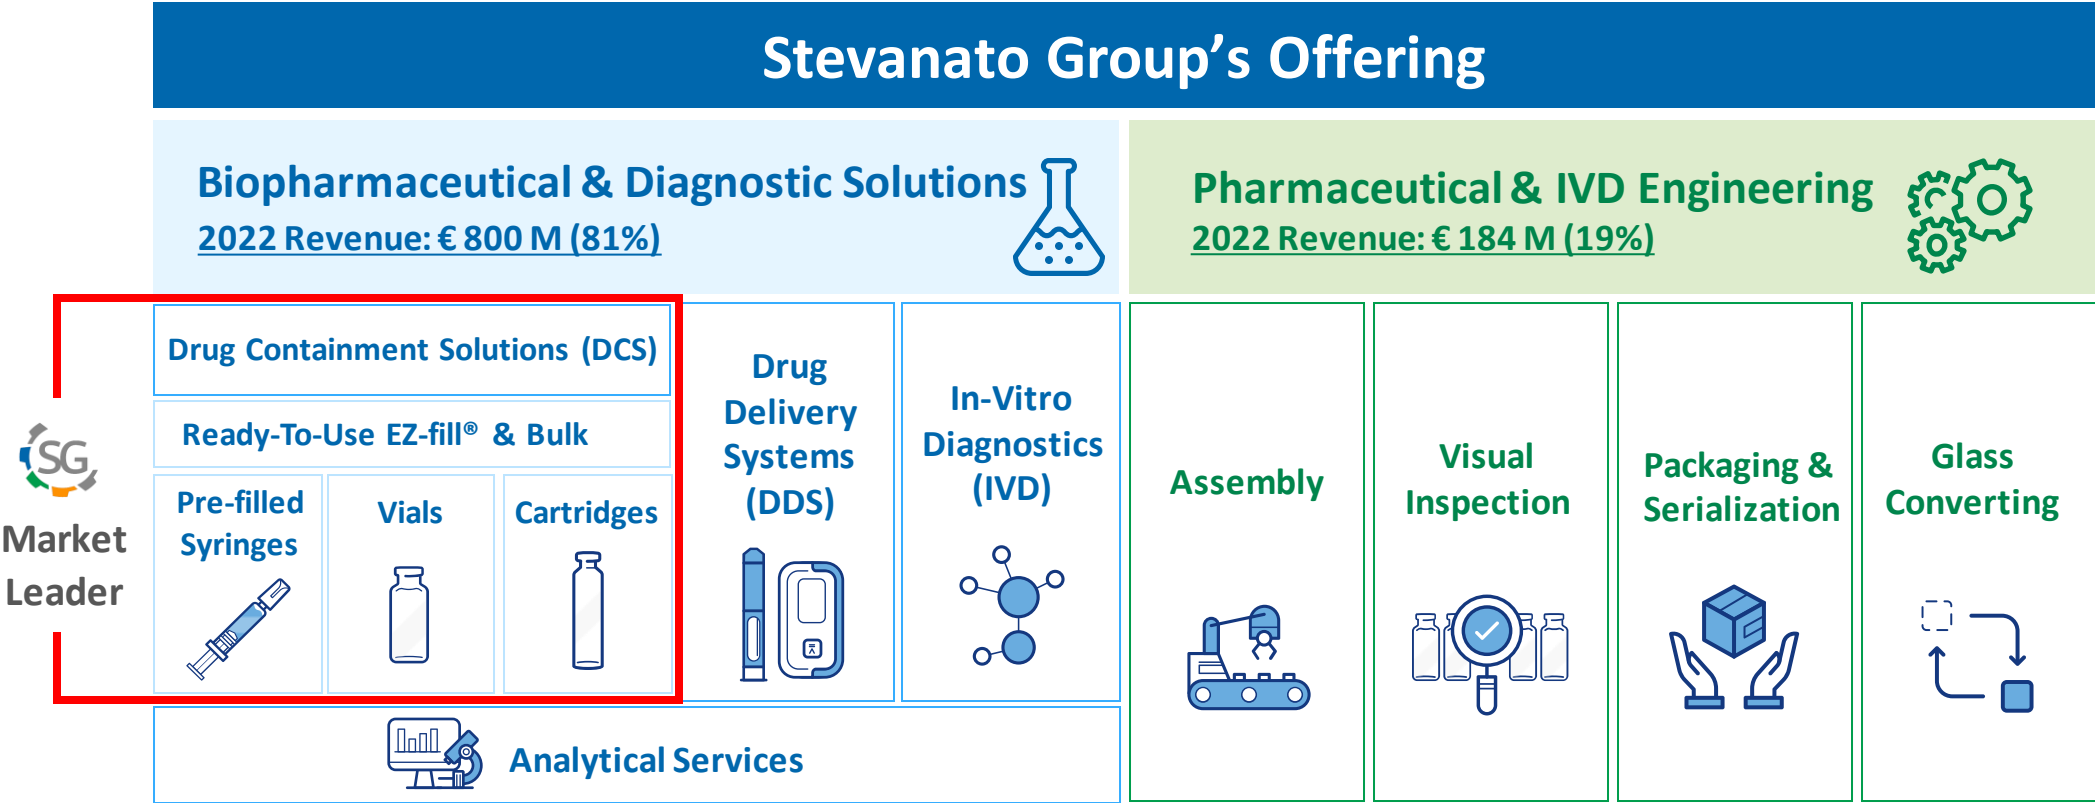 Stevanato Group’s Offering
Biopharmaceutical & Diagnostic Solutions
2022 Revenue: € 800 M (81%)
Pharmaceutical & IVD Engineering
2022 Revenue: € 184 M (19%)
SG
Market
Leader
Drug Containment Solutions (DCS)
Ready-To-Use EZ-fill® & Bulk
Pre-filled
Syringes
Vials
Cartridges
Drug
Delivery
Systems
(DDS)
In-Vitro
Diagnostics
(IVD)
Analytical Services
Assembly
Visual
Inspection
Packaging &
Serialization
Glass
Converting